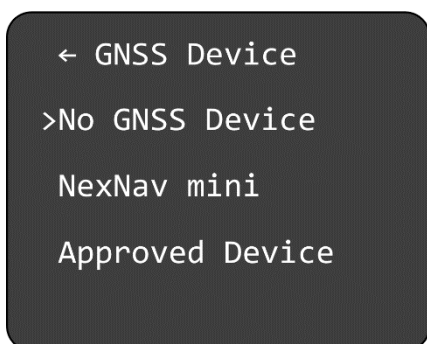 ← GNSS Device
>No GNSS Device
NexNav mini
Approved Device